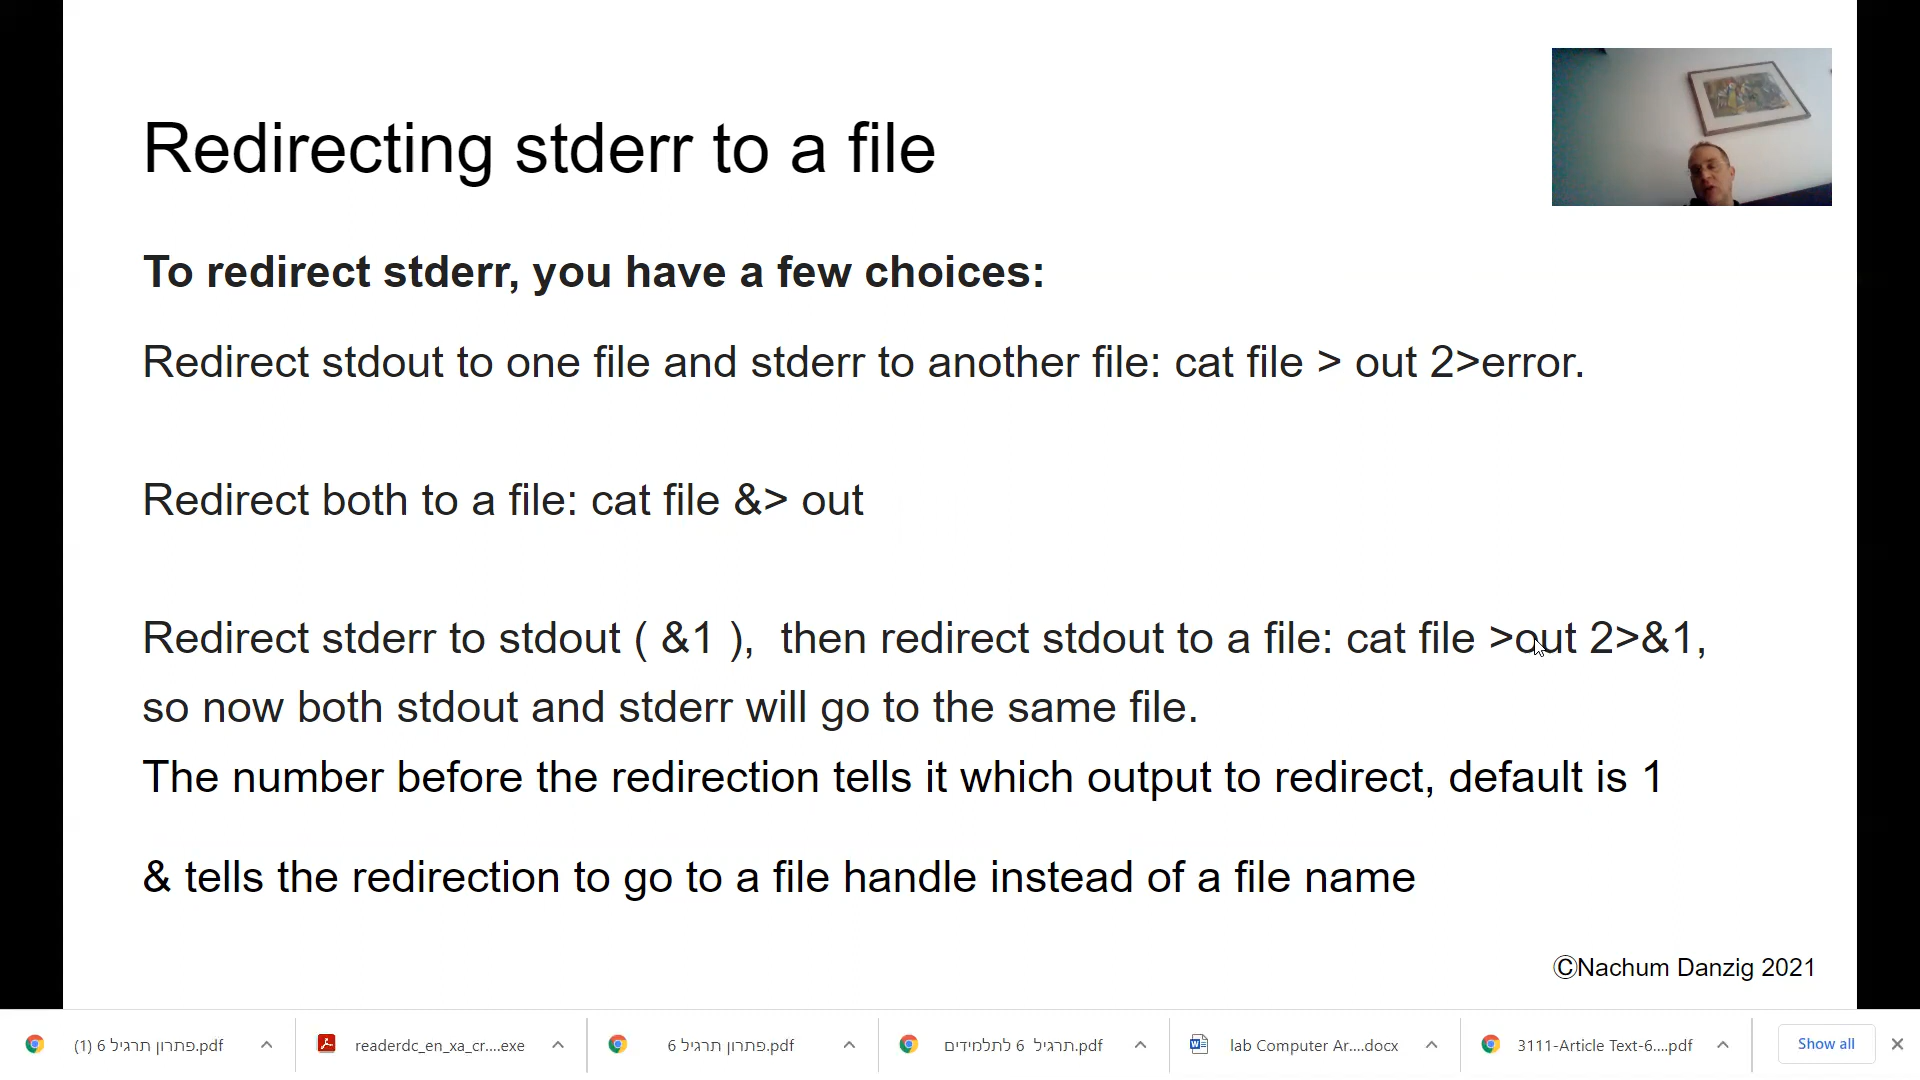 Redirecting stderr to a file
To redirect stderr, you have a few choices:
Redirect stdout to one file and stderr to another file: cat file > out 2>error.
Redirect both to a file: cat file &> out
Redirect stderr to stdout ( &1 ),  then redirect stdout to a file: cat file >out 2>&1,
so now both stdout and stderr will go to the same file.
The number before the redirection tells it which output to redirect, default is 1
& tells the redirection to go to a file handle instead of a file name
ⒸNachum Danzig 2021
פתרון תרגיל 6 (1).pdf
readerdc_en_xa_cr....exe
פתרון תרגיל 6.pdf
תרגיל 6 לתלמידים.pdf
lab Computer Ar....docx
3111-Article Text-6....pdf
Show all